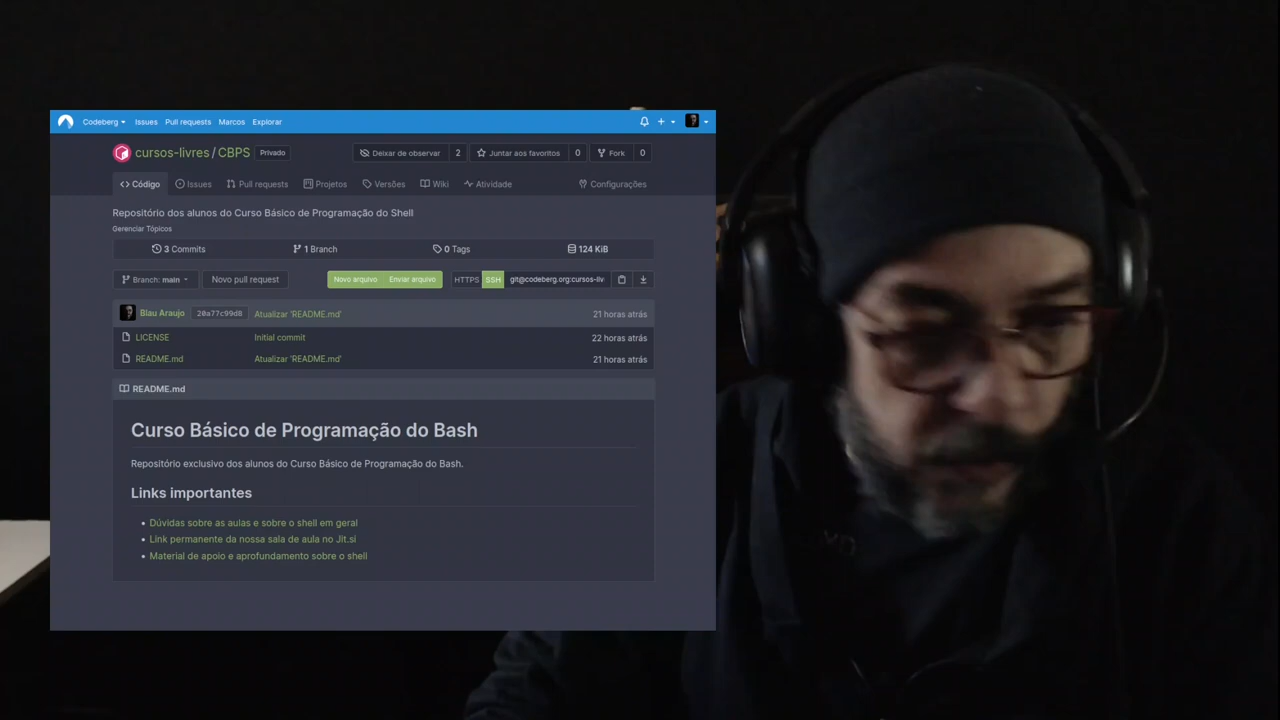 Codeberg Issues Pull requests Marcos Explorar
cursos-livres / CBPS Privado Deixar de observar 2 Juntar aos favoritos 0 Fork 0
Código Issues Pull requests Projetos Versões Wiki Atividade Configurações
Repositório dos alunos do Curso Básico de Programação do Shell
Gerenciar Tópicos
3 Commits 1 Branch 0 Tags 124 KiB
Branch: main Novo pull request Novo arquivo Enviar arquivo HTTPS SSH git@codeberg.org:cursos-liv
Blau Araujo 20a77c99d8 Atualizar 'README.md' 21 horas atrás
LICENSE Initial commit 22 horas atrás
README.md Atualizar 'README.md' 21 horas atrás
README.md
Curso Básico de Programação do Bash
Repositório exclusivo dos alunos do Curso Básico de Programação do Bash.
Links importantes
• Dúvidas sobre as aulas e sobre o shell em geral
• Link permanente da nossa sala de aula no Jit.si
• Material de apoio e aprofundamento sobre o shell